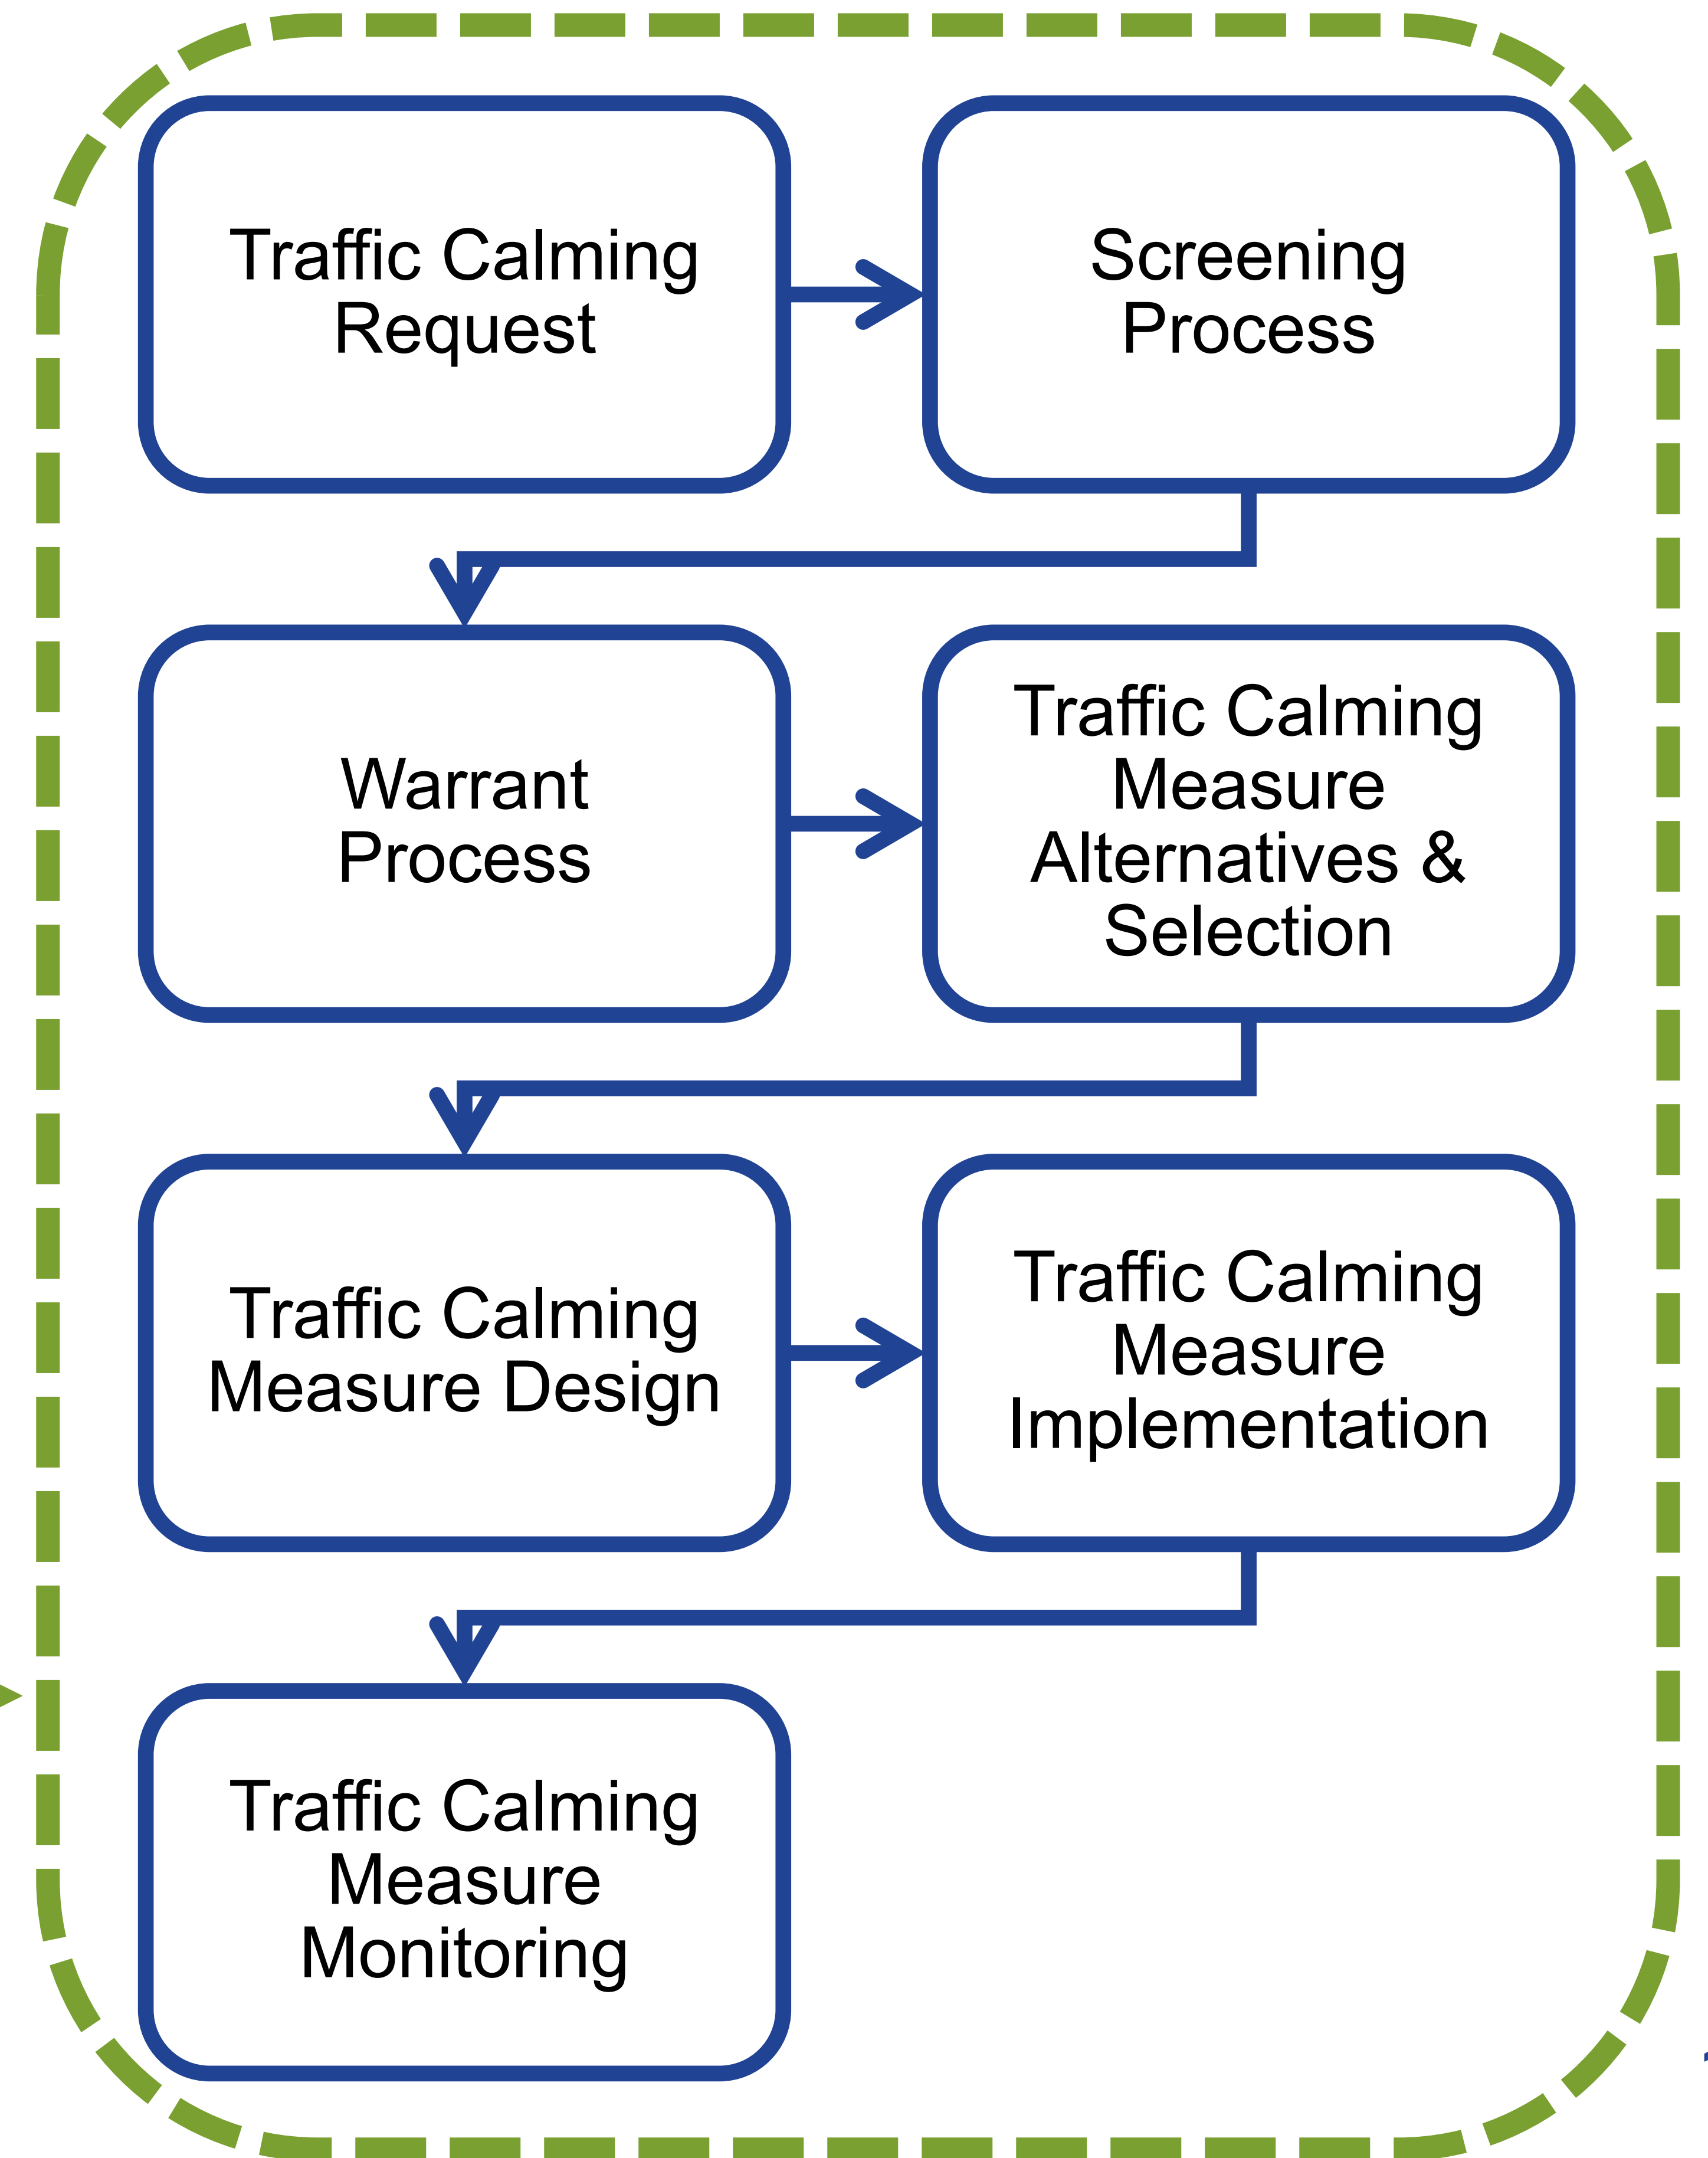 Traffic Calming
Request
Screening
Process
Warrant
Process
Traffic Calming
Measure
Alternatives &
Selection
Traffic Calming
Measure Design
Traffic Calming
Measure
Implementation
Traffic Calming
Measure
Monitoring